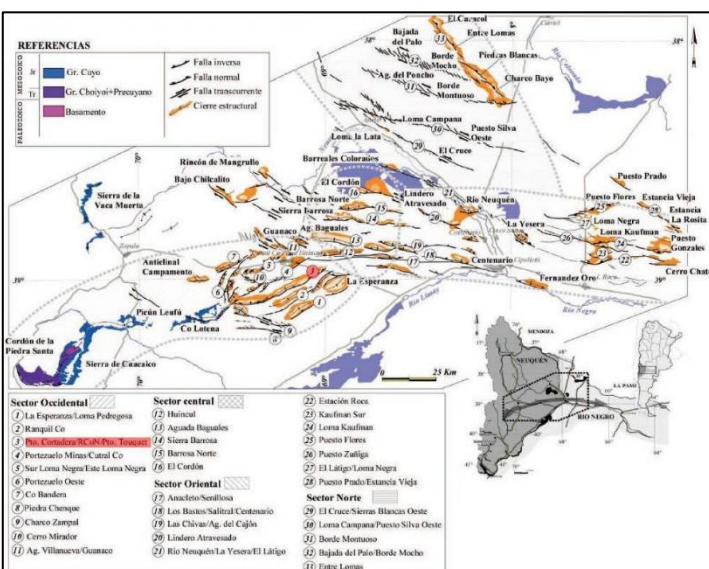 REFERENCIAS
MESOZOICO
PALEOZOICO
Jr
Tr
Gr. Cuyo
Gr. Choiyoi+Precuyano
Basamento
Falla inversa
Falla normal
Falla transcurrente
Cierre estructural
El Caracol
Bajada del Palo
Entre Lomas
Borde Mocho
Piedras Blancas
Ag. del Poncho
Charco Bayo
Borde Montuoso
Loma Campana
Puesto Silva Oeste
El Cruce
Loma la Lata
Barreales Colorados
Rincón de Mangrullo
Bajo Chilcalito
El Cordón
Lindero Atravesado
Río Neuquén
Puesto Prado
Puesto Flores
Estancia Vieja
Estancia La Rosita
Loma Negra
Loma Kaufman
Puesto Gonzales
Cerro Chato
La Yesera
Sierra de la Vaca Muerta
Barrosa Norte
Sierra Barrosa
Guanaco
Ag. Baguales
Zapala
Anticlinal Campamento
La Esperanza
Centenario
Cipolletti
Fernandez Oro
Picún Leufú
Co Lotena
Río Limay
Río Negro
Cordón de la Piedra Santa
Sierra de Cuacaico
0 25 Km
MENDOZA
NEUQUÉN
LA PAMPA
RIO NEGRO
Sector Occidental
1 La Esperanza/Loma Pedregosa
2 Ranquil Co
3 Pto. Cortadera/RCoN/Pto. Touquet
4 Portezuelo Minas/Cutral Co
5 Sur Loma Negra/Este Loma Negra
6 Portezuelo Oeste
7 Co Bandera
8 Piedra Chenque
9 Charco Zampal
10 Cerro Mirador
11 Ag. Villanueva/Guanaco
Sector central
12 Huincul
13 Aguada Baguales
14 Sierra Barrosa
15 Barrosa Norte
16 El Cordón
Sector Oriental
17 Anacleto/Senillosa
18 Los Bastos/Salitral/Centenario
19 Las Chivas/Ag. del Cajón
20 Lindero Atravesado
21 Río Neuquén/La Yesera/El Látigo
22 Estación Roca
23 Kaufman Sur
24 Loma Kaufman
25 Puesto Flores
26 Puesto Zuñiga
27 El Látigo/Loma Negra
28 Puesto Prado/Estancia Vieja
Sector Norte
29 El Cruce/Sierras Blancas Oeste
30 Loma Campana/Puesto Silva Oeste
31 Borde Montuoso
32 Bajada del Palo/Borde Mocho
33 Entre Lomas